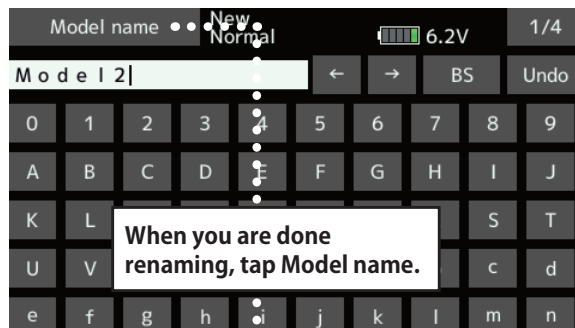 Model name
New
Normal
6.2V
1/4
Model2
← → BS Undo
0 1 2 3 4 5 6 7 8 9
A B C D E F G H I J
K L S T
When you are done
renaming, tap Model name.
U V c d
e f g h i j k l m n